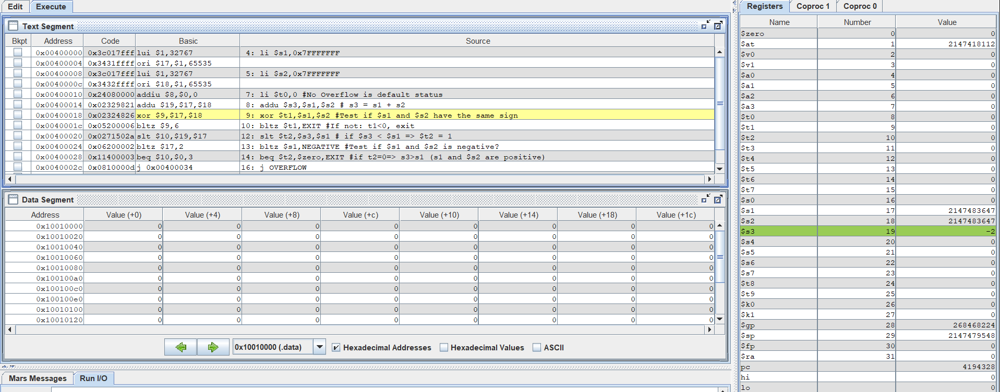 Edit Execute
Text Segment
Bkpt Address Code Basic Source
0x00400000 0x3c017fff lui $1,32767 4: li $s1,0x7FFFFFFF
0x00400004 0x3431ffff ori $17,$1,65535
0x00400008 0x3c017fff lui $1,32767 5: li $s2,0x7FFFFFFF
0x0040000c 0x3432ffff ori $18,$1,65535
0x00400010 0x24080000 addiu $8,$0,0 7: li $t0,0 #No Overflow is default status
0x00400014 0x02329821 addu $19,$17,$18 8: addu $s3,$s1,$s2 # s3 = s1 + s2
0x00400018 0x02324826 xor $9,$17,$18 9: xor $t1,$s1,$s2 #Test if $s1 and $s2 have the same sign
0x0040001c 0x05200006 bltz $9,6 10: bltz $t1,EXIT #If not: t1<0, exit
0x00400020 0x0271502a slt $10,$19,$17 12: slt $t2,$s3,$s1 # if $s3 < $s1 => $t2 = 1
0x00400024 0x06200002 bltz $17,2 13: bltz $s1,NEGATIVE #Test if $s1 and $s2 is negative?
0x00400028 0x11400003 beq $10,$0,3 14: beq $t2,$zero,EXIT #if t2=0=> s3>s1 (s1 and $s2 are positive)
0x0040002c 0x0810000d j 0x00400034 16: j OVERFLOW
Data Segment
Address Value (+0) Value (+4) Value (+8) Value (+c) Value (+10) Value (+14) Value (+18) Value (+1c)
0x10010000 0 0 0 0 0 0 0 0
0x10010020 0 0 0 0 0 0 0 0
0x10010040 0 0 0 0 0 0 0 0
0x10010060 0 0 0 0 0 0 0 0
0x10010080 0 0 0 0 0 0 0 0
0x100100a0 0 0 0 0 0 0 0 0
0x100100c0 0 0 0 0 0 0 0 0
0x100100e0 0 0 0 0 0 0 0 0
0x10010100 0 0 0 0 0 0 0 0
0x10010120 0 0 0 0 0 0 0 0
0x10010000 (.data) Hexadecimal Addresses Hexadecimal Values ASCII
Mars Messages Run I/O
Registers Coproc 1 Coproc 0
Name Number Value
$zero 0 0
$at 1 2147418112
$v0 2 0
$v1 3 0
$a0 4 0
$a1 5 0
$a2 6 0
$a3 7 0
$t0 8 0
$t1 9 0
$t2 10 0
$t3 11 0
$t4 12 0
$t5 13 0
$t6 14 0
$t7 15 0
$s0 16 0
$s1 17 2147483647
$s2 18 2147483647
$s3 19 -2
$s4 20 0
$s5 21 0
$s6 22 0
$s7 23 0
$t8 24 0
$t9 25 0
$k0 26 0
$k1 27 0
$gp 28 268468224
$sp 29 2147479548
$fp 30 0
$ra 31 0
pc 4194328
hi 0
lo 0